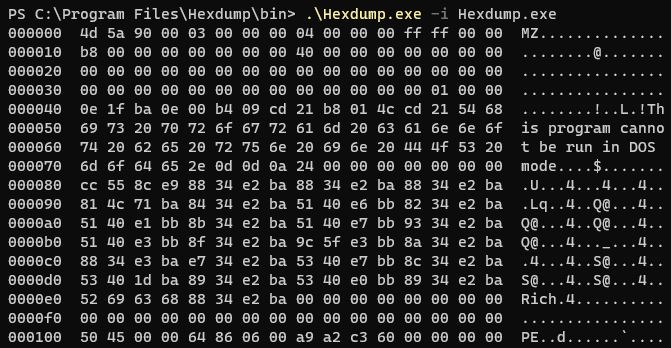 PS C:\Program Files\Hexdump\bin> .\Hexdump.exe -i Hexdump.exe
000000  4d 5a 90 00 03 00 00 00 04 00 00 00 ff ff 00 00  MZ..............
000010  b8 00 00 00 00 00 00 00 40 00 00 00 00 00 00 00  ........@.......
000020  00 00 00 00 00 00 00 00 00 00 00 00 00 00 00 00  ................
000030  00 00 00 00 00 00 00 00 00 00 00 00 00 01 00 00  ................
000040  0e 1f ba 0e 00 b4 09 cd 21 b8 01 4c cd 21 54 68  ........!..L.!Th
000050  69 73 20 70 72 6f 67 72 61 6d 20 63 61 6e 6e 6f  is program canno
000060  74 20 62 65 20 72 75 6e 20 69 6e 20 44 4f 53 20  t be run in DOS
000070  6d 6f 64 65 2e 0d 0d 0a 24 00 00 00 00 00 00 00  mode....$.......
000080  cc 55 8c e9 88 34 e2 ba 88 34 e2 ba 88 34 e2 ba  .U...4...4...4..
000090  81 4c 71 ba 84 34 e2 ba 51 40 e6 bb 82 34 e2 ba  .Lq..4..Q@...4..
0000a0  51 40 e1 bb 8b 34 e2 ba 51 40 e7 bb 93 34 e2 ba  Q@...4..Q@...4..
0000b0  51 40 e3 bb 8f 34 e2 ba 9c 5f e3 bb 8a 34 e2 ba  Q@...4..._...4..
0000c0  88 34 e3 ba e7 34 e2 ba 53 40 e7 bb 8c 34 e2 ba  .4...4..S@...4..
0000d0  53 40 1d ba 89 34 e2 ba 53 40 e0 bb 89 34 e2 ba  S@...4..S@...4..
0000e0  52 69 63 68 88 34 e2 ba 00 00 00 00 00 00 00 00  Rich.4..........
0000f0  00 00 00 00 00 00 00 00 00 00 00 00 00 00 00 00  ................
000100  50 45 00 00 64 86 06 00 a9 a2 c3 60 00 00 00 00  PE..d......`....